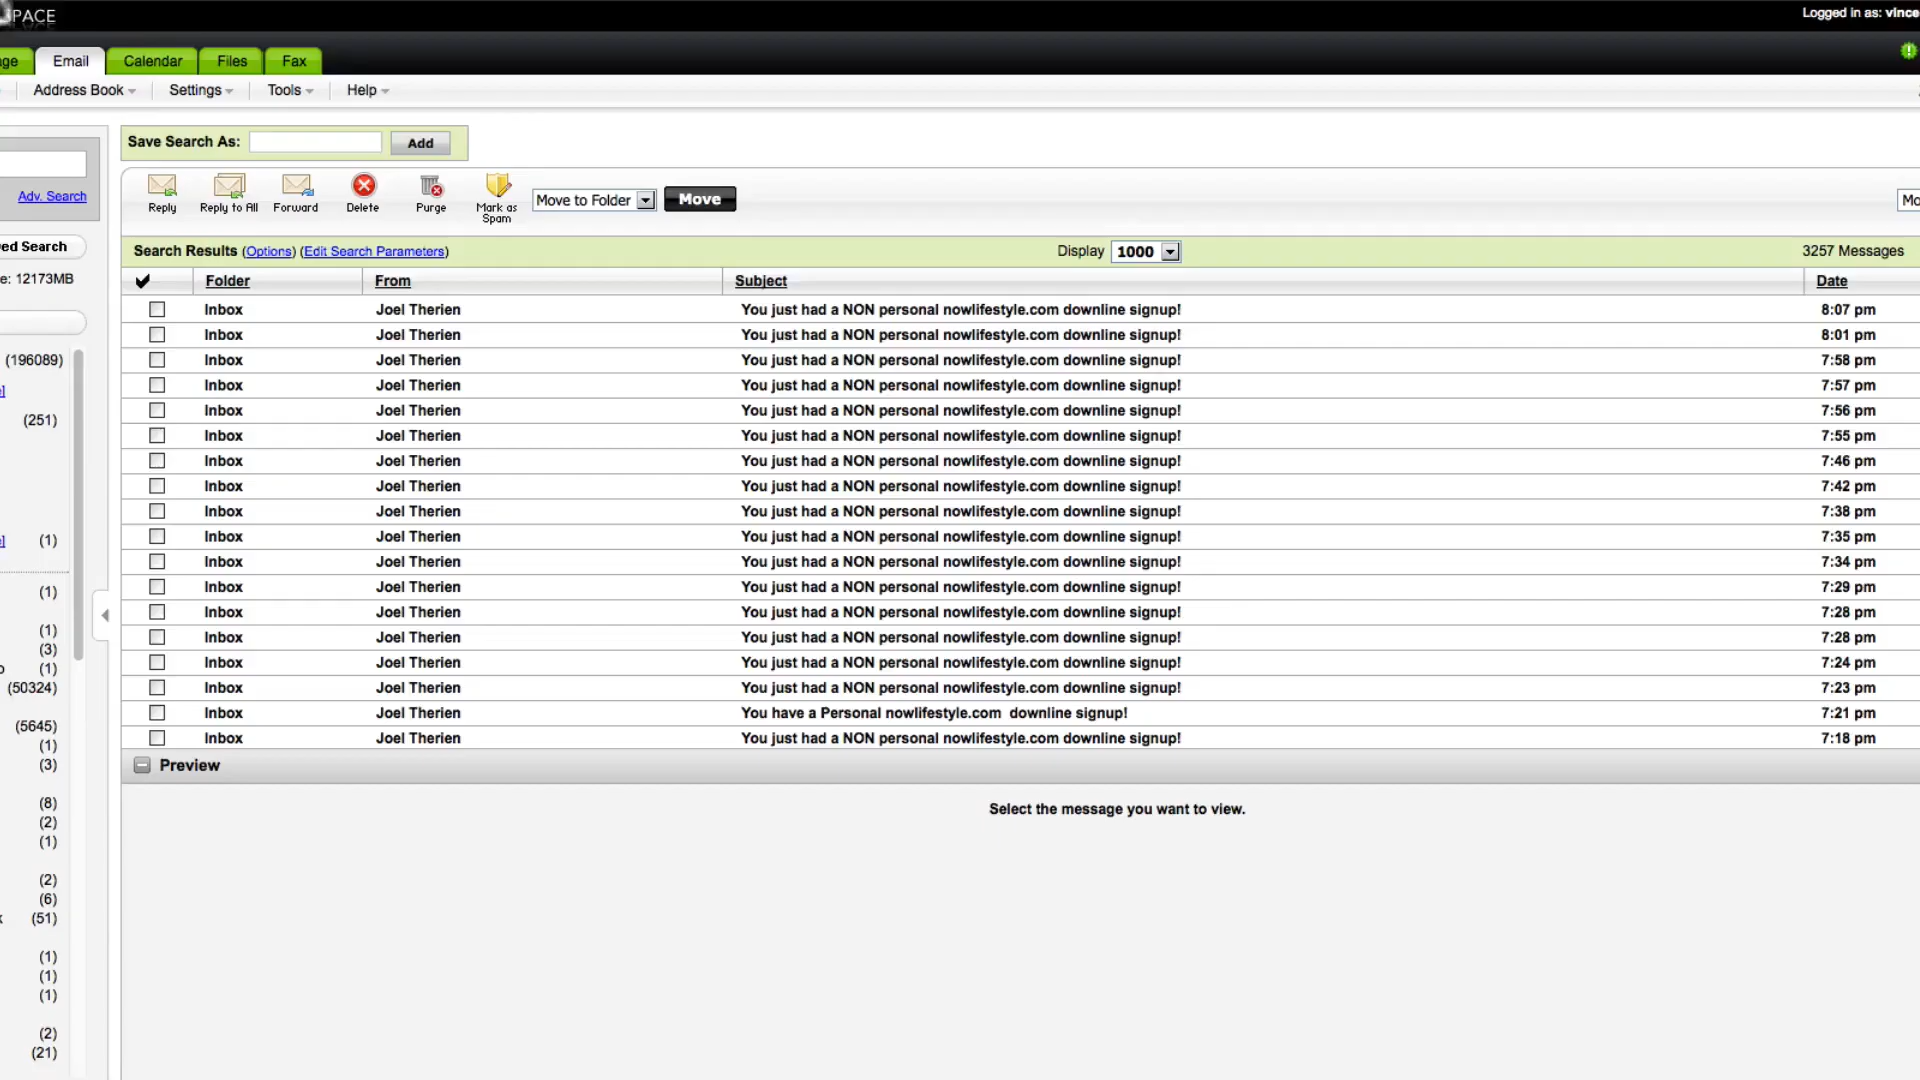 PACE
Logged in as: vince
ge Email Calendar Files Fax
Address Book Settings Tools Help
Save Search As: Add
Adv. Search
Reply Reply to All Forward Delete Purge Mark as Spam Move to Folder Move Mo
ed Search
Search Results (Options) (Edit Search Parameters) Display 1000 3257 Messages
e: 12173MB
Folder From Subject Date
Inbox Joel Therien You just had a NON personal nowlifestyle.com downline signup! 8:07 pm
Inbox Joel Therien You just had a NON personal nowlifestyle.com downline signup! 8:01 pm
(196089)
Inbox Joel Therien You just had a NON personal nowlifestyle.com downline signup! 7:58 pm
Inbox Joel Therien You just had a NON personal nowlifestyle.com downline signup! 7:57 pm
(251)
Inbox Joel Therien You just had a NON personal nowlifestyle.com downline signup! 7:56 pm
Inbox Joel Therien You just had a NON personal nowlifestyle.com downline signup! 7:55 pm
Inbox Joel Therien You just had a NON personal nowlifestyle.com downline signup! 7:46 pm
Inbox Joel Therien You just had a NON personal nowlifestyle.com downline signup! 7:42 pm
Inbox Joel Therien You just had a NON personal nowlifestyle.com downline signup! 7:38 pm
(1)
Inbox Joel Therien You just had a NON personal nowlifestyle.com downline signup! 7:35 pm
Inbox Joel Therien You just had a NON personal nowlifestyle.com downline signup! 7:34 pm
(1)
Inbox Joel Therien You just had a NON personal nowlifestyle.com downline signup! 7:29 pm
Inbox Joel Therien You just had a NON personal nowlifestyle.com downline signup! 7:28 pm
(1)
Inbox Joel Therien You just had a NON personal nowlifestyle.com downline signup! 7:28 pm
(3)
Inbox Joel Therien You just had a NON personal nowlifestyle.com downline signup! 7:24 pm
(1)
(50324)
Inbox Joel Therien You just had a NON personal nowlifestyle.com downline signup! 7:23 pm
Inbox Joel Therien You have a Personal nowlifestyle.com downline signup! 7:21 pm
(5645)
Inbox Joel Therien You just had a NON personal nowlifestyle.com downline signup! 7:18 pm
(1)
(3)
Preview
(8)
Select the message you want to view.
(2)
(1)
(2)
(6)
(51)
(1)
(1)
(1)
(2)
(21)